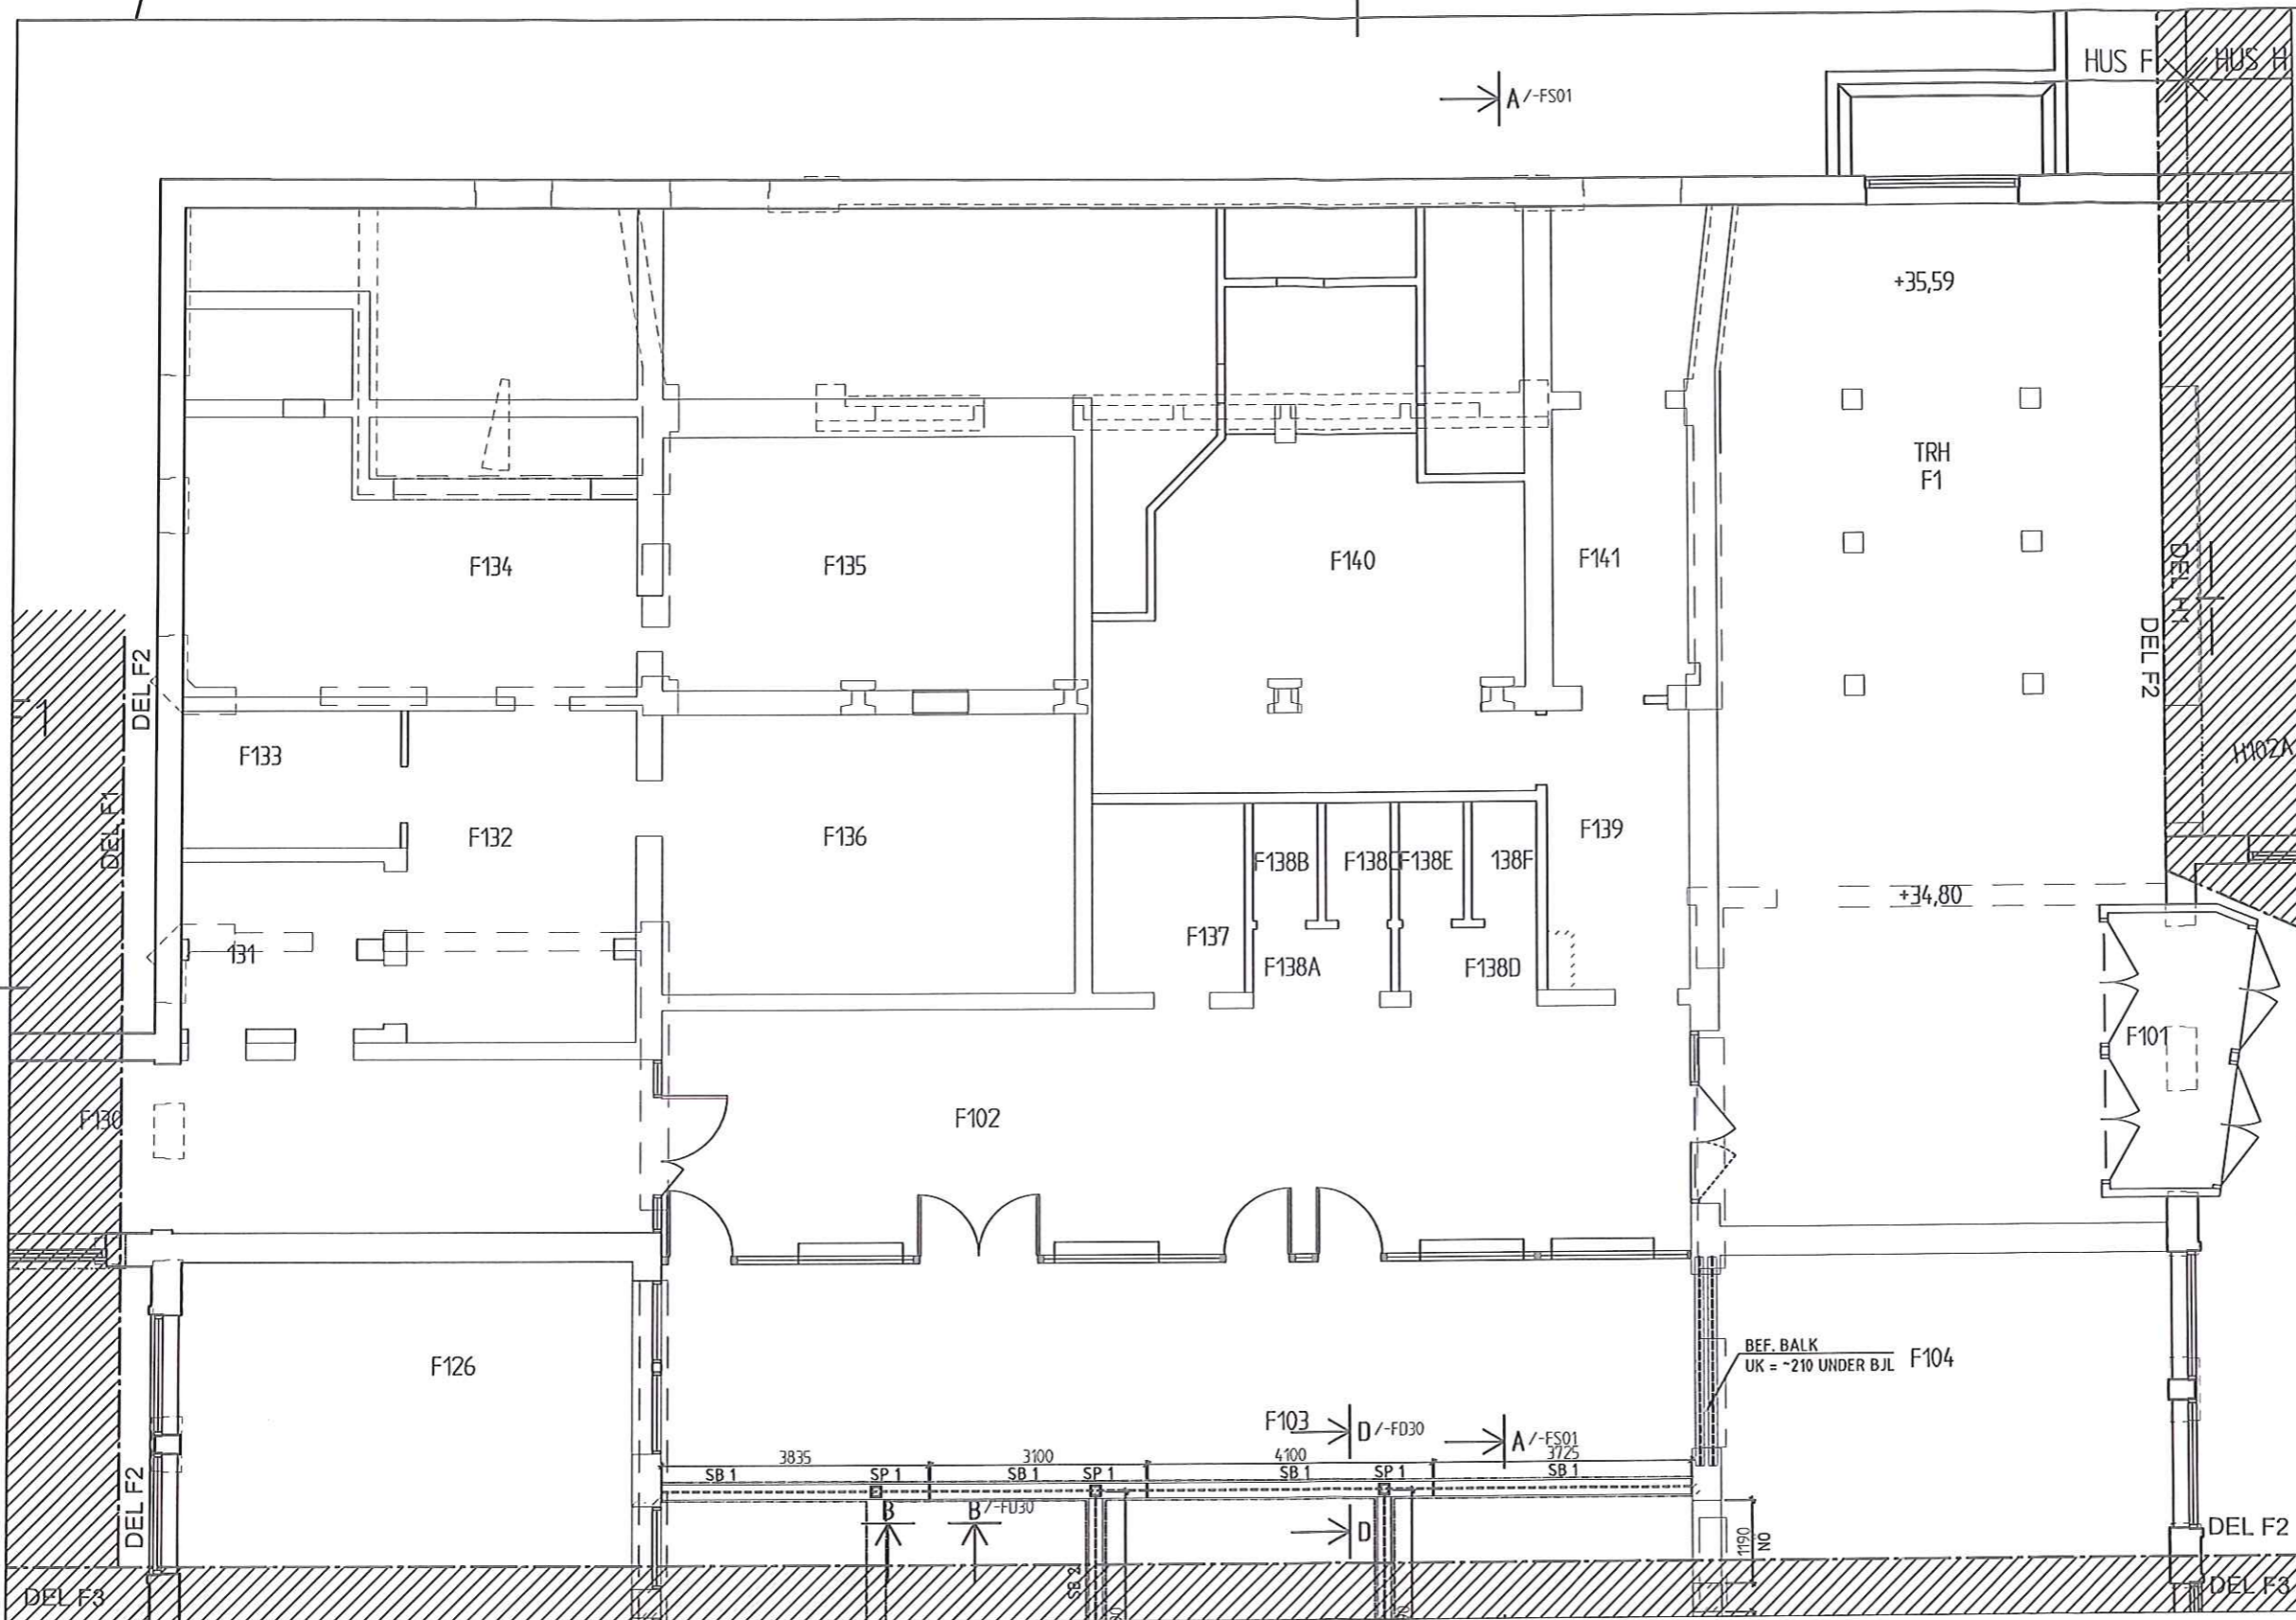 HUS F
HUS H
A/-FS01
+35,59
TRH
F1
F134
F135
F140
F141
DEL F2
DEL F2
DEL H1
H102A
F133
F132
F136
F139
DEL F1
F138B
F138C
F138E
138F
+34,80
131
F137
F138A
F138D
F101
F130
F102
F126
BEF. BALK
UK = ~210 UNDER BJL
F104
F103
D/-FD30
A/-FS01
3835
3100
4100
3725
SB 1
SP 1
SB 1
SP 1
SB 1
SP 1
SB 1
B
B/-FD30
D
1190
NO
DEL F2
DEL F2
SB 2
DEL F3
DEL F3